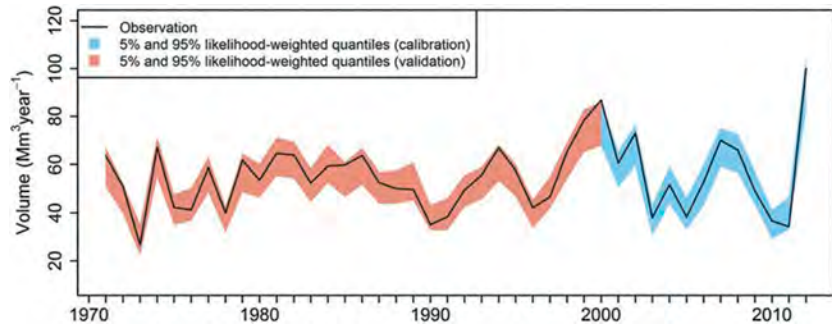 120
100
80
60
40
20
Volume (Mm³year⁻¹)
Observation
5% and 95% likelihood-weighted quantiles (calibration)
5% and 95% likelihood-weighted quantiles (validation)
1970 1980 1990 2000 2010